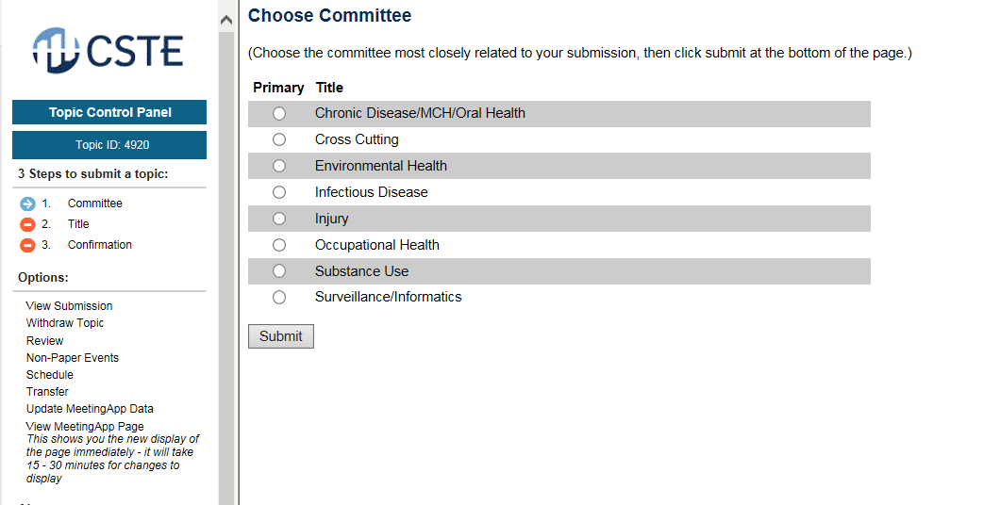 CSTE
Topic Control Panel
Topic ID: 4920
3 Steps to submit a topic:
1. Committee
2. Title
3. Confirmation
Options:
View Submission
Withdraw Topic
Review
Non-Paper Events
Schedule
Transfer
Update MeetingApp Data
View MeetingApp Page
This shows you the new display of
the page immediately - it will take
15 - 30 minutes for changes to
display
Choose Committee
(Choose the committee most closely related to your submission, then click submit at the bottom of the page.)
Primary Title
Chronic Disease/MCH/Oral Health
Cross Cutting
Environmental Health
Infectious Disease
Injury
Occupational Health
Substance Use
Surveillance/Informatics
Submit